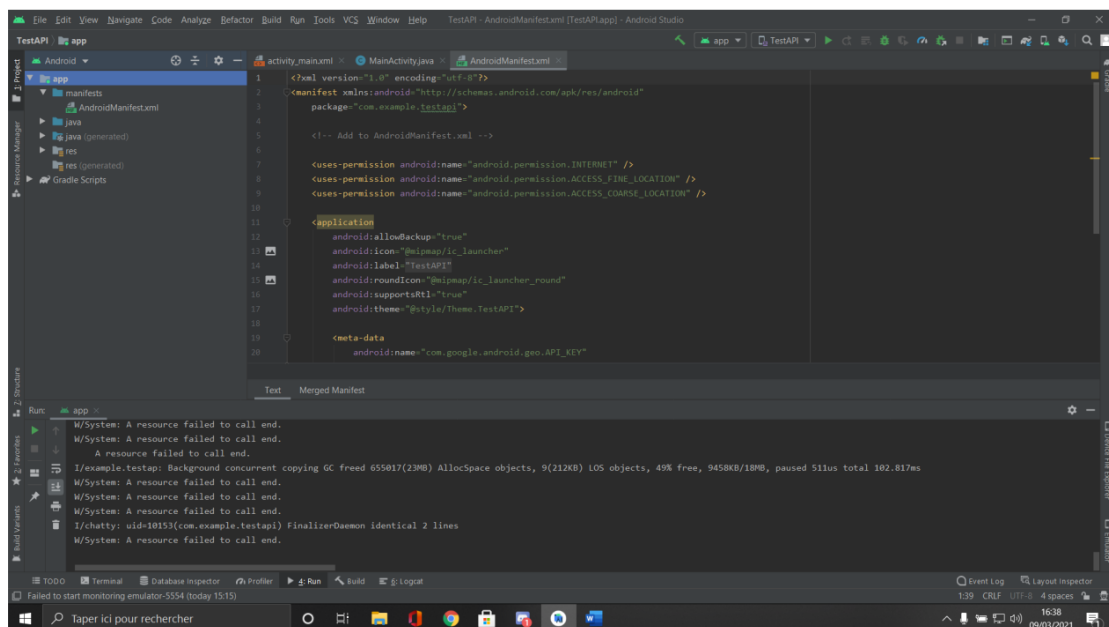 File Edit View Navigate Code Analyze Refactor Build Run Tools VCS Window Help TestAPI - AndroidManifest.xml [TestAPI.app] - Android Studio
TestAPI app
app TestAPI
Android
activity_main.xml MainActivity.java AndroidManifest.xml
1: Project
Resource Manager
app
manifests
AndroidManifest.xml
java
java (generated)
res
res (generated)
Gradle Scripts
1 <?xml version="1.0" encoding="utf-8"?>
2 <manifest xmlns:android="http://schemas.android.com/apk/res/android"
3 package="com.example.testapi">
4
5 <!-- Add to AndroidManifest.xml -->
6
7 <uses-permission android:name="android.permission.INTERNET" />
8 <uses-permission android:name="android.permission.ACCESS_FINE_LOCATION" />
9 <uses-permission android:name="android.permission.ACCESS_COARSE_LOCATION" />
10
11 <application
12 android:allowBackup="true"
13 android:icon="@mipmap/ic_launcher"
14 android:label="TestAPI"
15 android:roundIcon="@mipmap/ic_launcher_round"
16 android:supportsRtl="true"
17 android:theme="@style/Theme.TestAPI">
18
19 <meta-data
20 android:name="com.google.android.geo.API_KEY"
Text Merged Manifest
Z: Structure
2: Favorites
Build Variants
Run: app
W/System: A resource failed to call end.
W/System: A resource failed to call end.
A resource failed to call end.
I/example.testap: Background concurrent copying GC freed 655017(23MB) AllocSpace objects, 9(212KB) LOS objects, 49% free, 9458KB/18MB, paused 511us total 102.817ms
W/System: A resource failed to call end.
W/System: A resource failed to call end.
W/System: A resource failed to call end.
I/chatty: uid=10153(com.example.testapi) FinalizerDaemon identical 2 lines
W/System: A resource failed to call end.
TODO Terminal Database Inspector Profiler 4: Run Build 6: Logcat Event Log Layout Inspector
Failed to start monitoring emulator-5554 (today 15:15) 1:39 CRLF UTF-8 4 spaces
Taper ici pour rechercher
16:38
09/03/2021